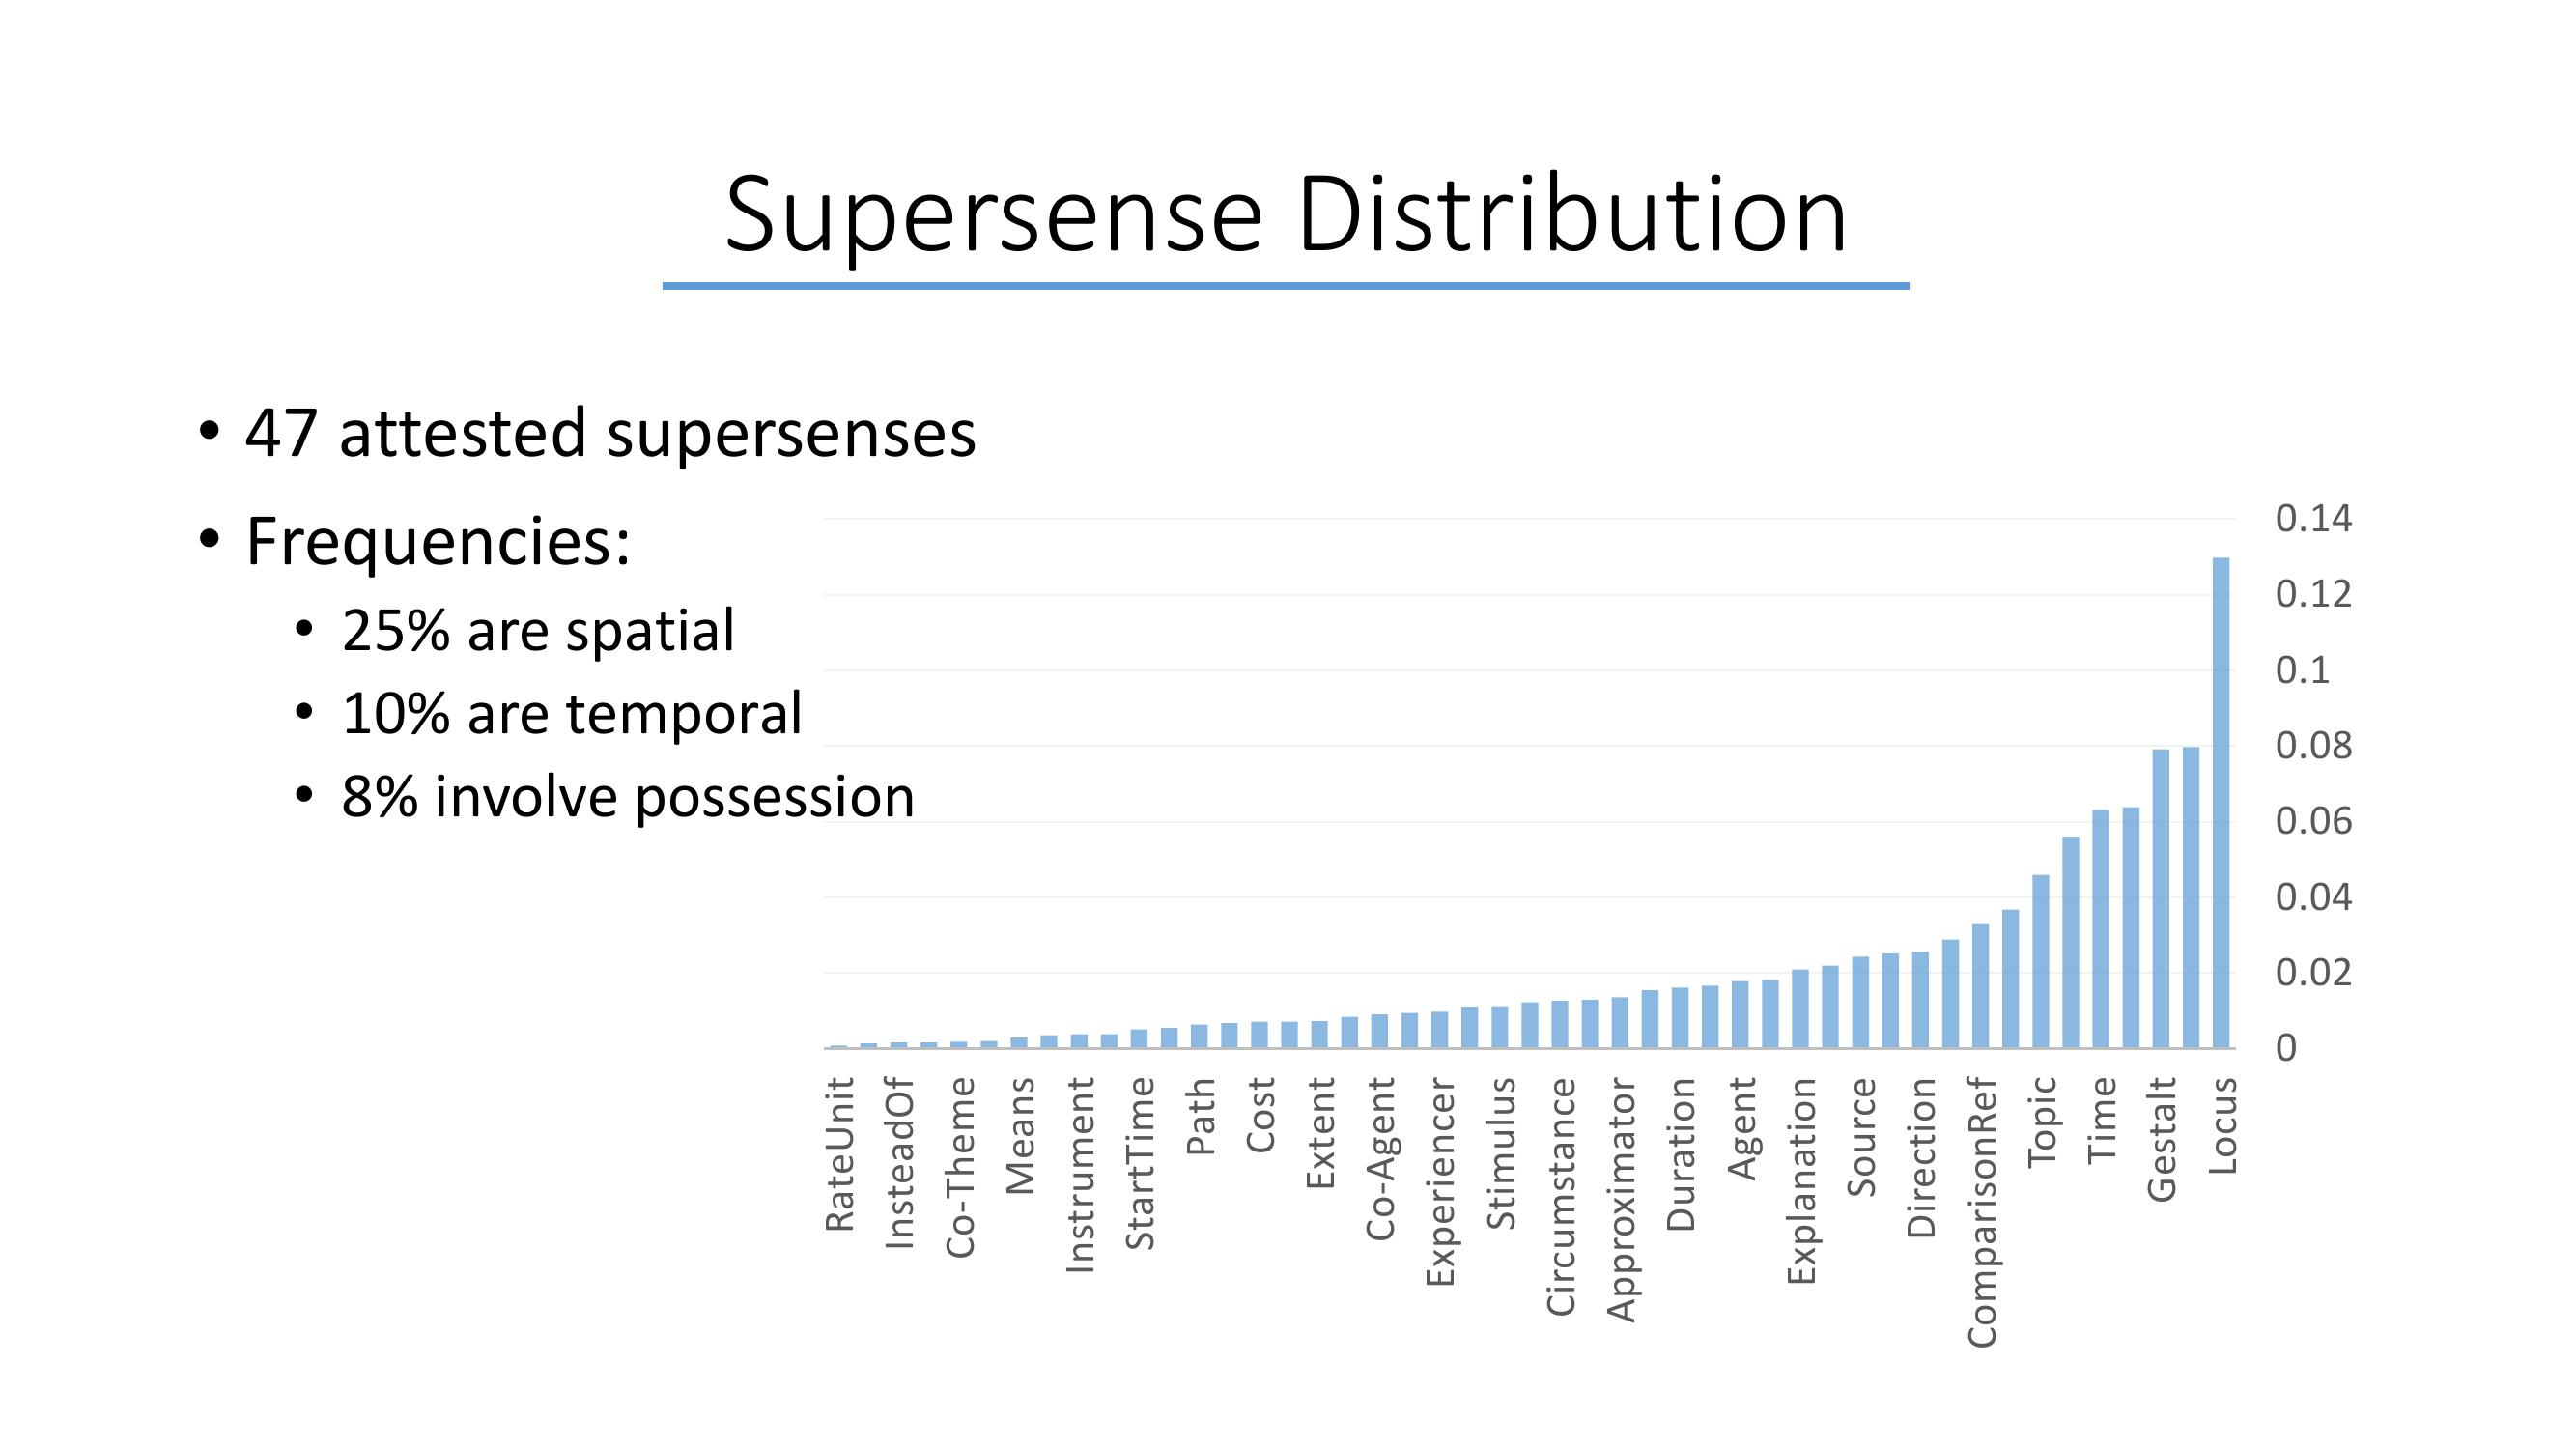 Supersense Distribution
• 47 attested supersenses
• Frequencies:
• 25% are spatial
• 10% are temporal
• 8% involve possession
0.14
0.12
0.1
0.08
0.06
0.04
0.02
0
RateUnit
InsteadOf
Co-Theme
Means
Instrument
StartTime
Path
Cost
Extent
Co-Agent
Experiencer
Stimulus
Circumstance
Approximator
Duration
Agent
Explanation
Source
Direction
ComparisonRef
Topic
Time
Gestalt
Locus